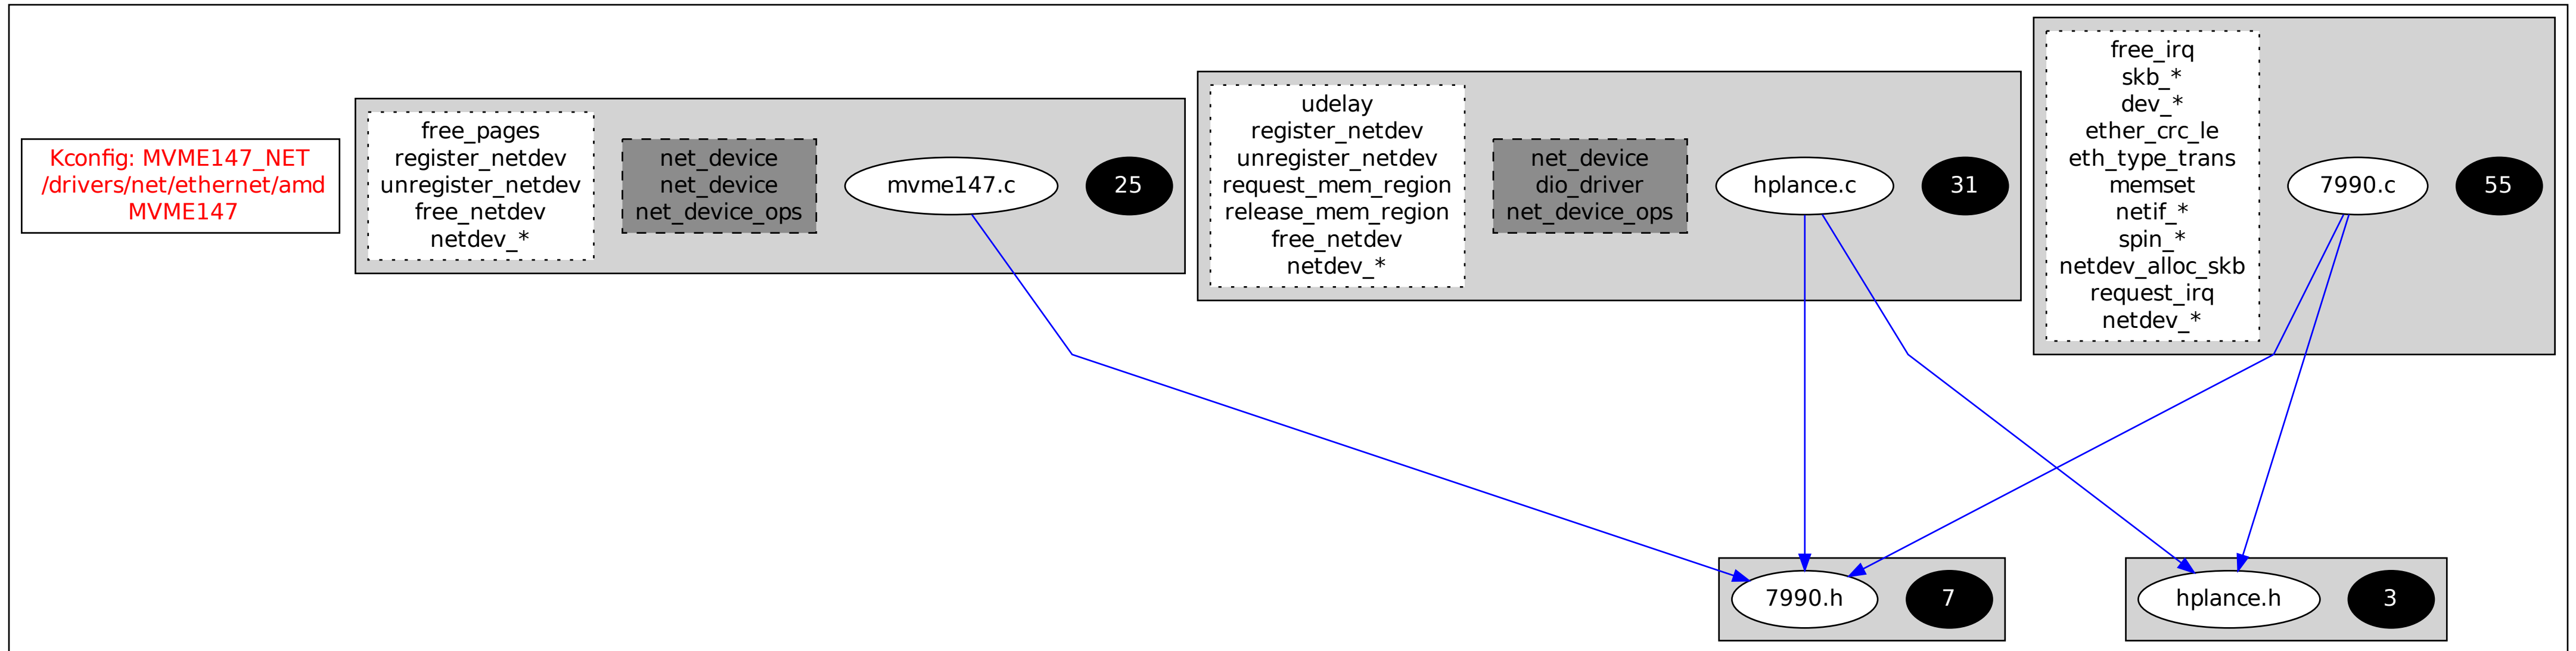 Kconfig: MVME147_NET
/drivers/net/ethernet/amd
MVME147
free_pages
register_netdev
unregister_netdev
free_netdev
netdev_*
net_device
net_device
net_device_ops
mvme147.c
25
udelay
register_netdev
unregister_netdev
request_mem_region
release_mem_region
free_netdev
netdev_*
net_device
dio_driver
net_device_ops
hplance.c
31
free_irq
skb_*
dev_*
ether_crc_le
eth_type_trans
memset
netif_*
spin_*
netdev_alloc_skb
request_irq
netdev_*
7990.c
55
7990.h
7
hplance.h
3